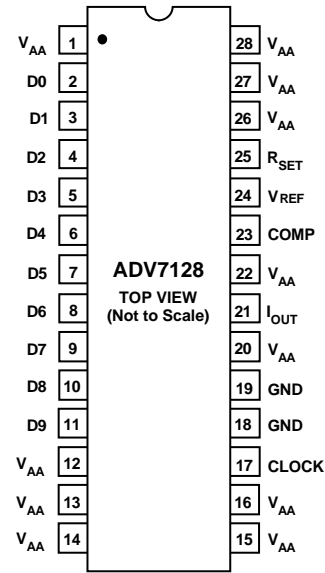 V_AA 1 28 V_AA
D0 2 27 V_AA
D1 3 26 V_AA
D2 4 25 R_SET
D3 5 24 V_REF
D4 6 23 COMP
D5 7 ADV7128 22 V_AA
TOP VIEW
D6 8 (Not to Scale) 21 I_OUT
D7 9 20 V_AA
D8 10 19 GND
D9 11 18 GND
V_AA 12 17 CLOCK
V_AA 13 16 V_AA
V_AA 14 15 V_AA